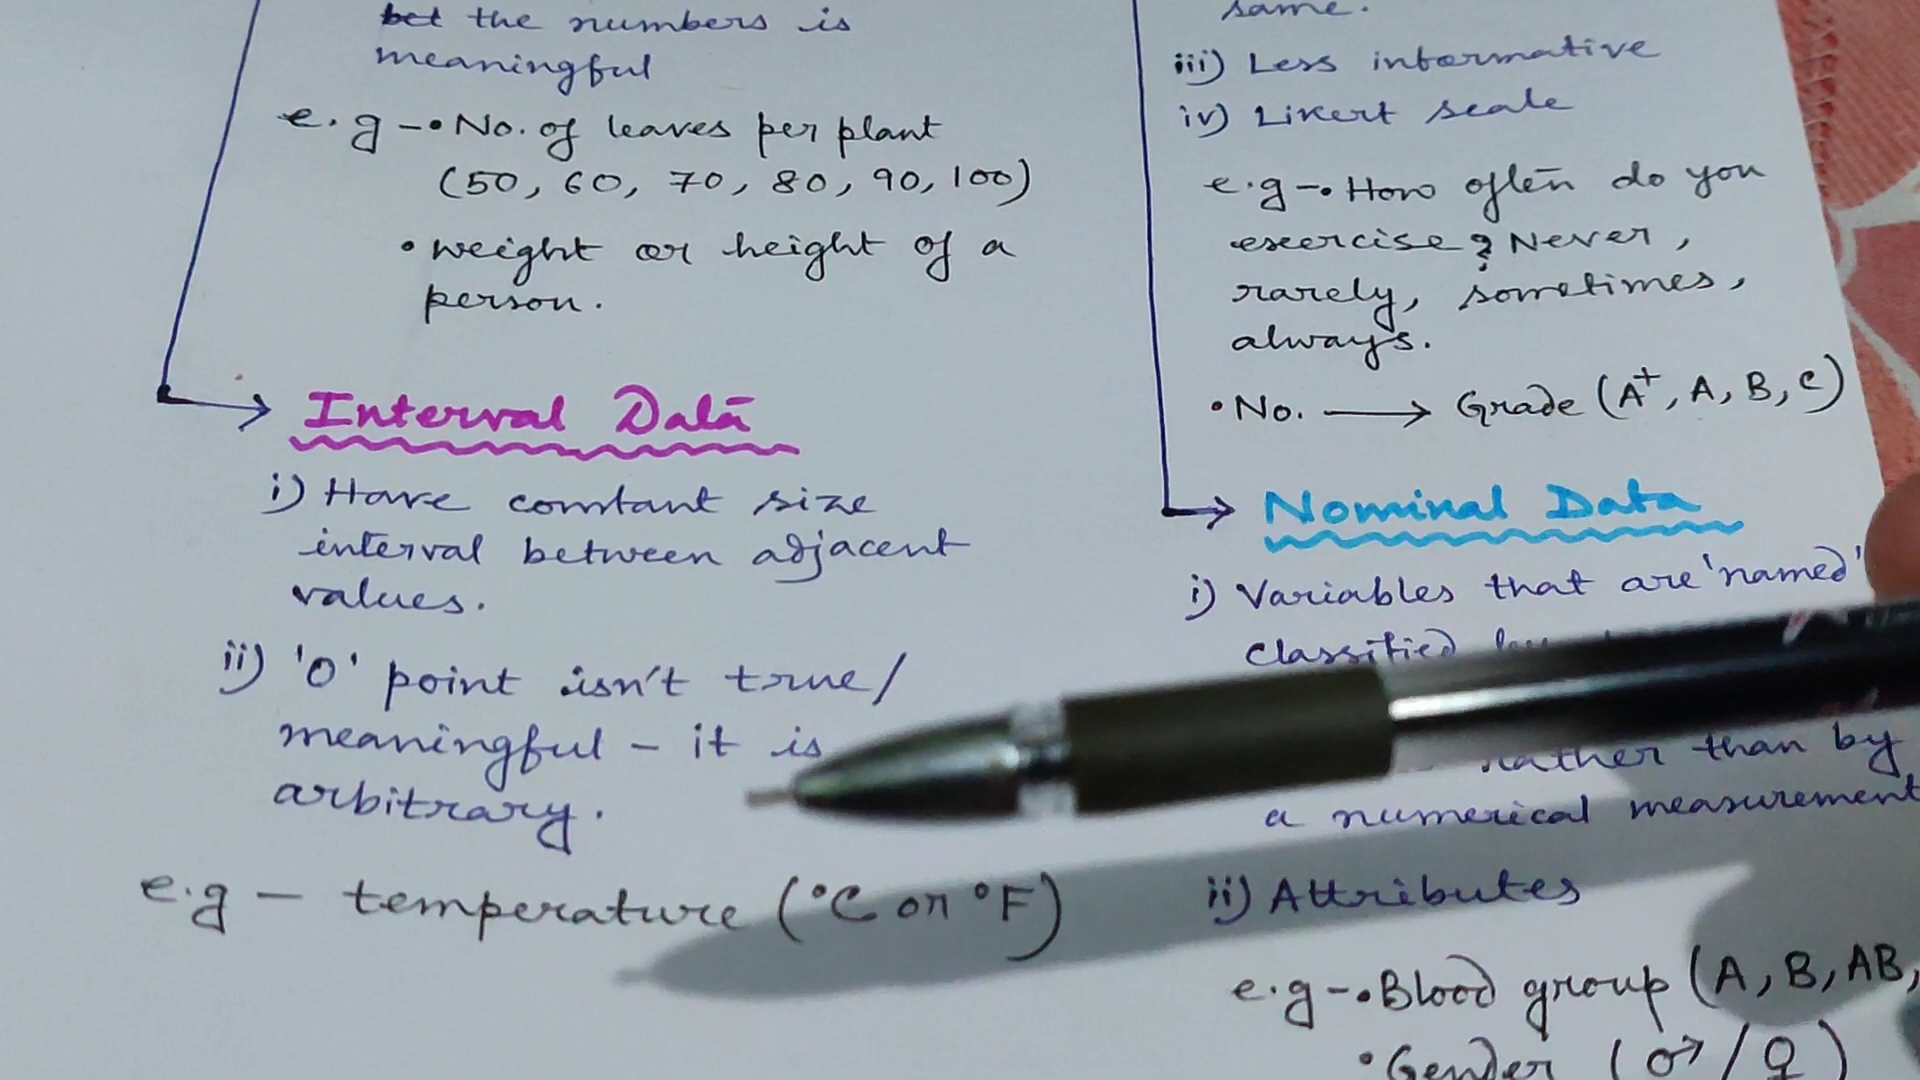 bet the numbers is
meaningful
e.g -• No. of leaves per plant
(50, 60, 70, 80, 90, 100)
• weight or height of a
person.
Interval Data
i) Have constant size
interval between adjacent
values.
ii) '0' point isn't true/
meaningful - it is
arbitrary.
e.g - temperature (°C or °F)
same.
iii) Less informative
iv) Likert scale
e.g -• How often do you
exercise? Never,
rarely, sometimes,
always.
• No. → Grade (A+, A, B, C)
Nominal Data
i) Variables that are 'named'
classified
rather than by
a numerical measurement
ii) Attributes
e.g -• Blood group (A, B, AB,
• Gender (♂/♀)